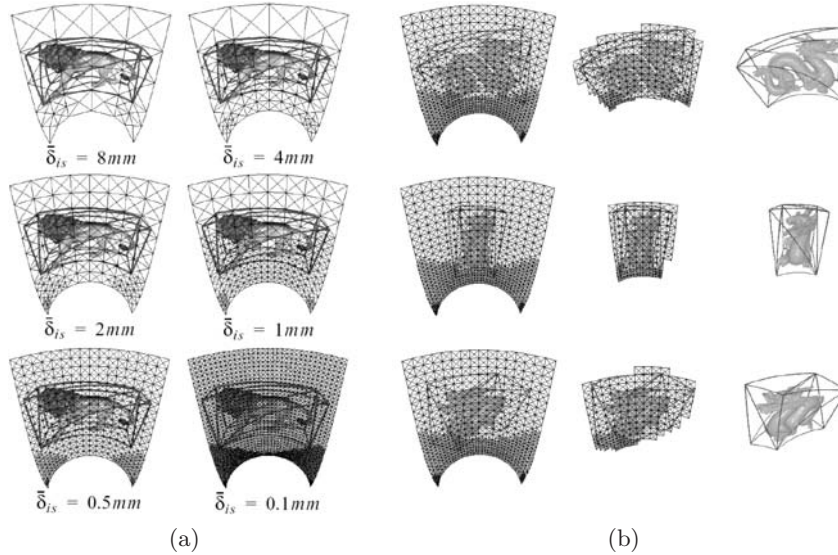 δ̄ is = 8mm
δ̄ is = 4mm
δ̄ is = 2mm
δ̄ is = 1mm
δ̄ is = 0.5mm
δ̄ is = 0.1mm
(a)
(b)